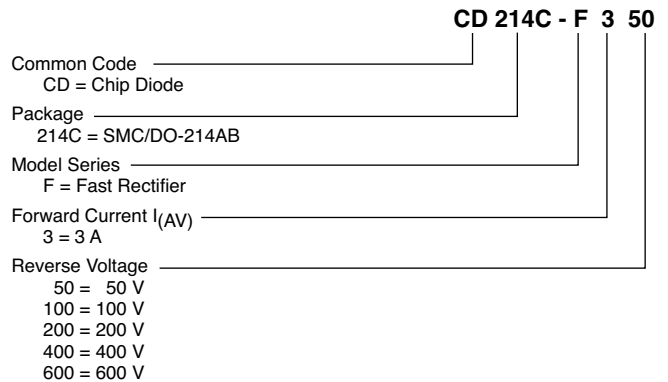 CD 214C - F 3 50
Common Code
CD = Chip Diode
Package
214C = SMC/DO-214AB
Model Series
F = Fast Rectifier
Forward Current I(AV)
3 = 3 A
Reverse Voltage
50 = 50 V
100 = 100 V
200 = 200 V
400 = 400 V
600 = 600 V